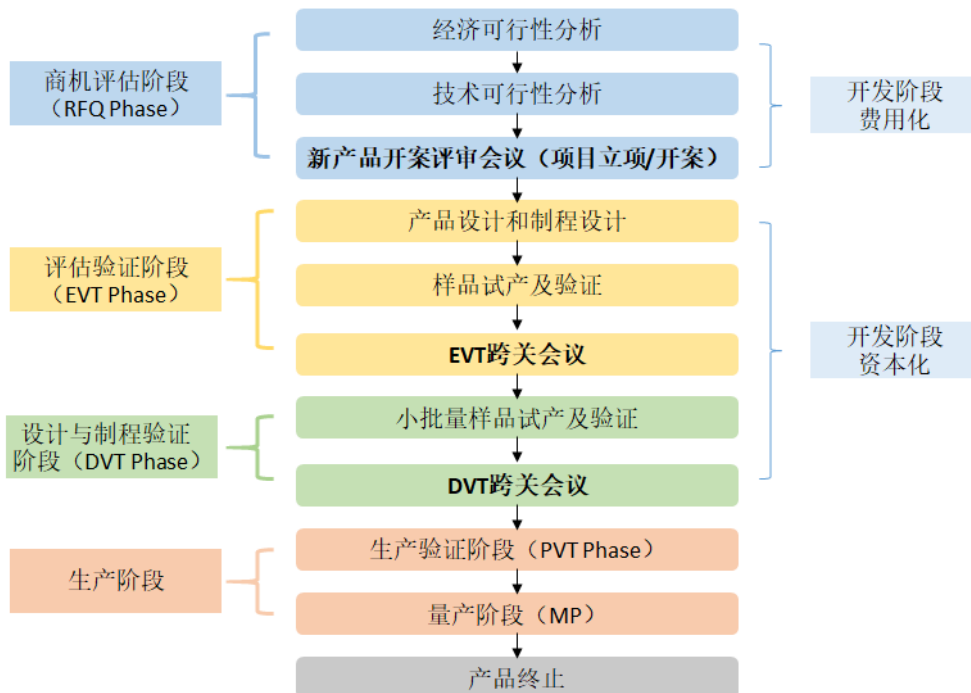 经济可行性分析
商机评估阶段
（RFQ Phase）
技术可行性分析
开发阶段
费用化
新产品开案评审会议（项目立项/开案）
产品设计和制程设计
评估验证阶段
（EVT Phase）
样品试产及验证
EVT跨关会议
开发阶段
资本化
小批量样品试产及验证
设计与制程验证
阶段（DVT Phase）
DVT跨关会议
生产验证阶段（PVT Phase）
生产阶段
量产阶段（MP）
产品终止